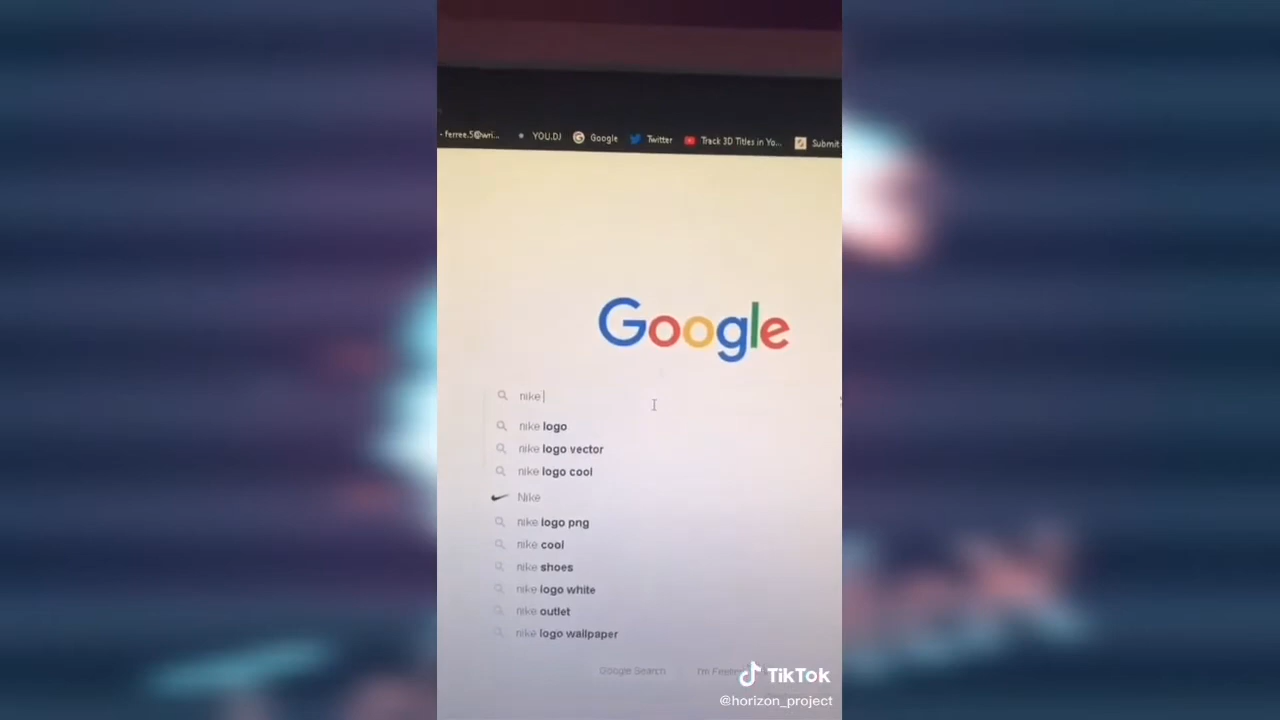 - ferree.5@wri... YOU.DJ Google Twitter Track 3D Titles in Yo... Submit
Google
nike
nike logo
nike logo vector
nike logo cool
Nike
nike logo png
nike cool
nike shoes
nike logo white
nike outlet
nike logo wallpaper
Google Search I'm Feelin
TikTok
@horizon_project